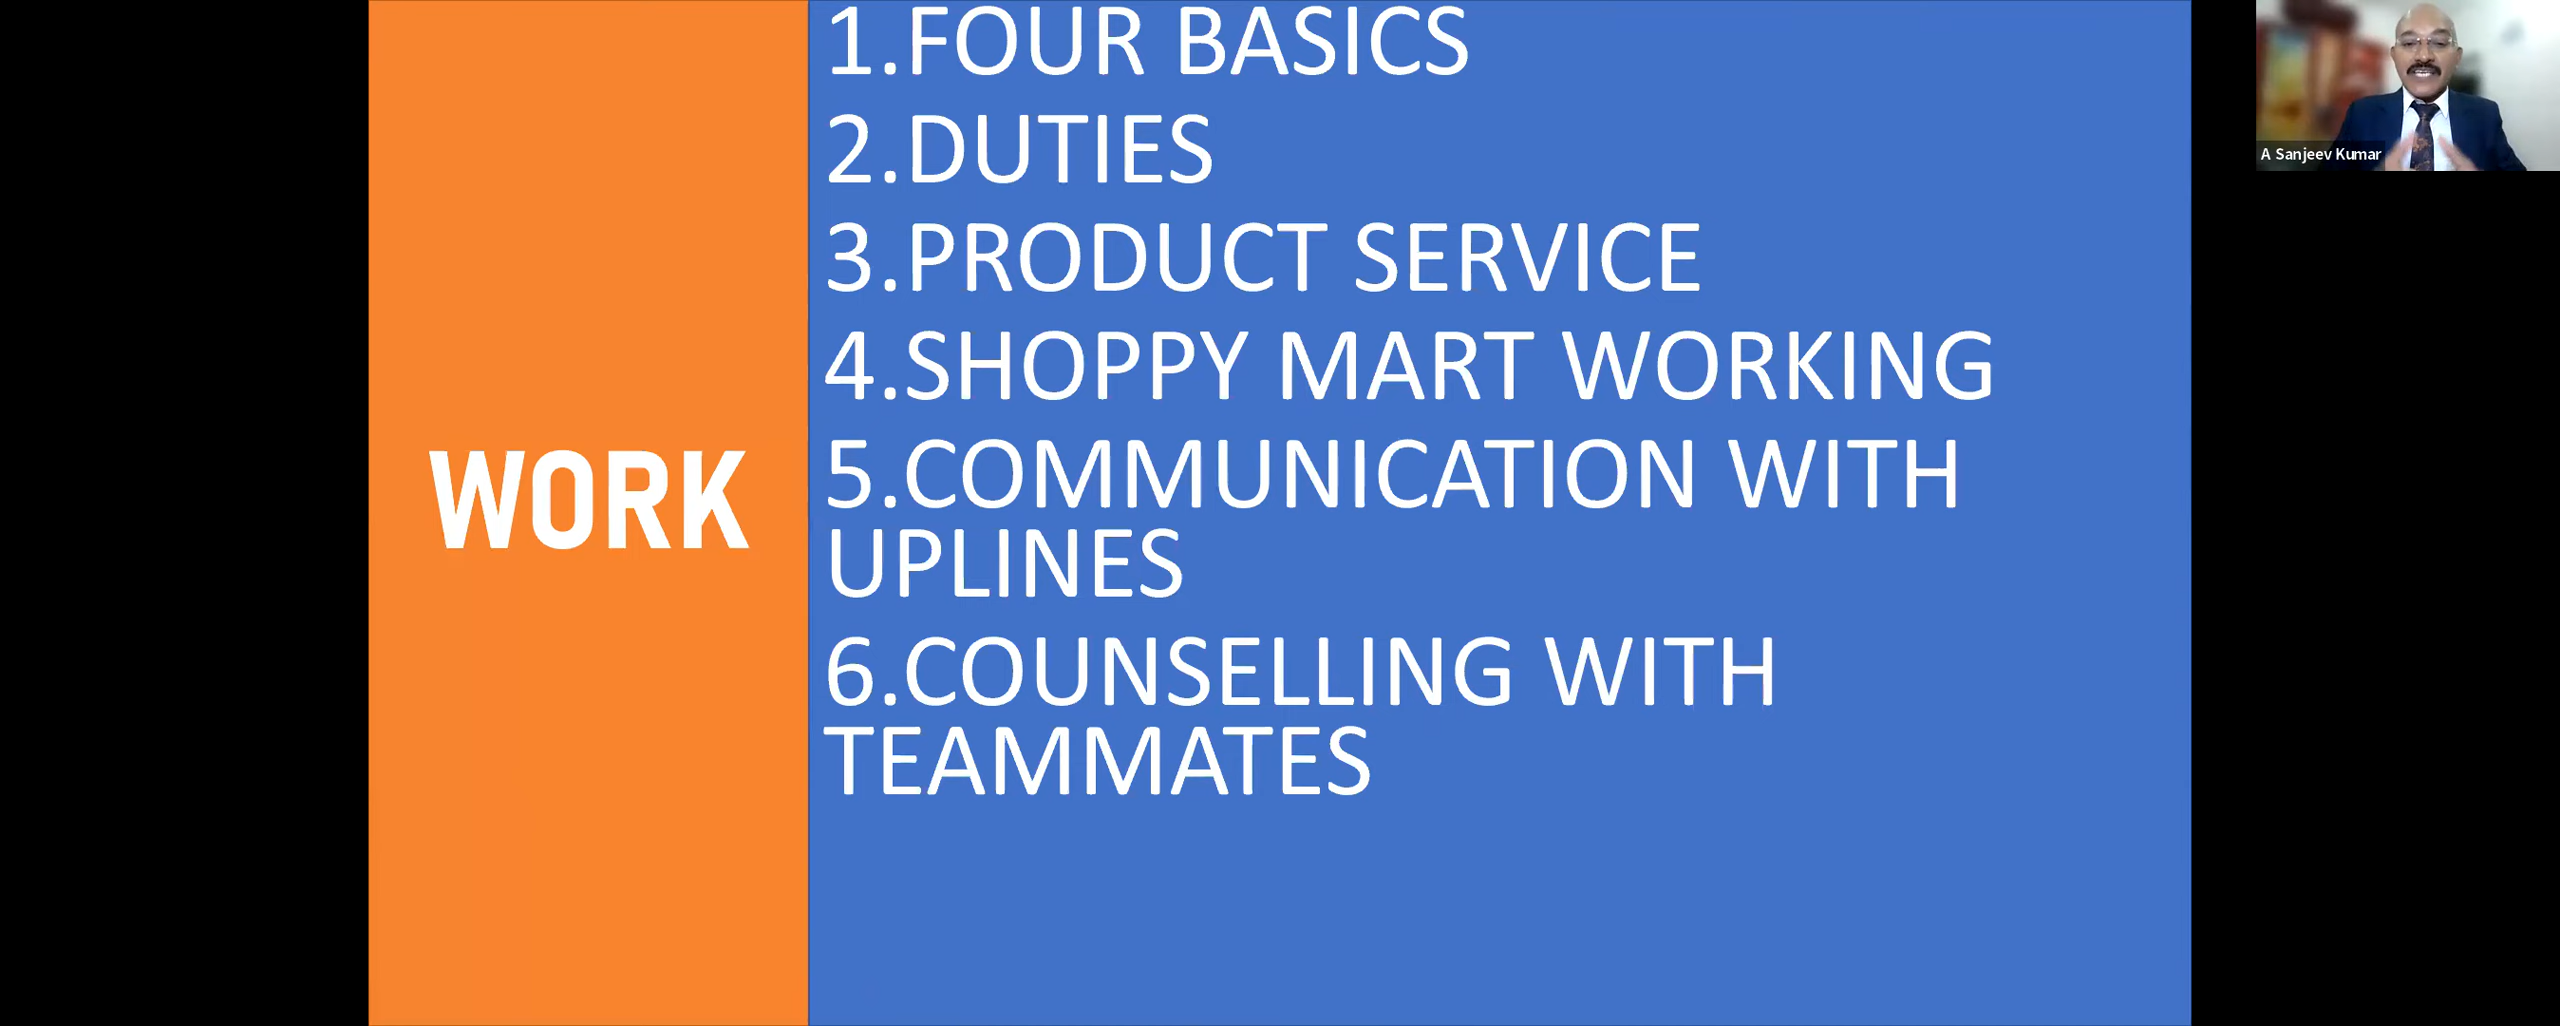 WORK
1.FOUR BASICS
2.DUTIES
3.PRODUCT SERVICE
4.SHOPPY MART WORKING
5.COMMUNICATION WITH
UPLINES
6.COUNSELLING WITH
TEAMMATES
A Sanjeev Kumar